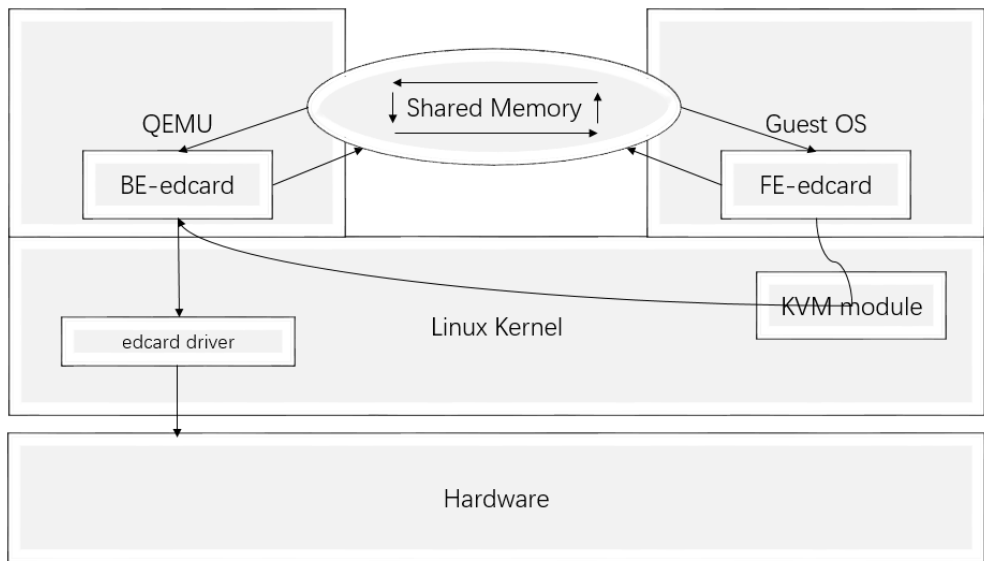 Shared Memory
QEMU
Guest OS
BE-edcard
FE-edcard
KVM module
Linux Kernel
edcard driver
Hardware